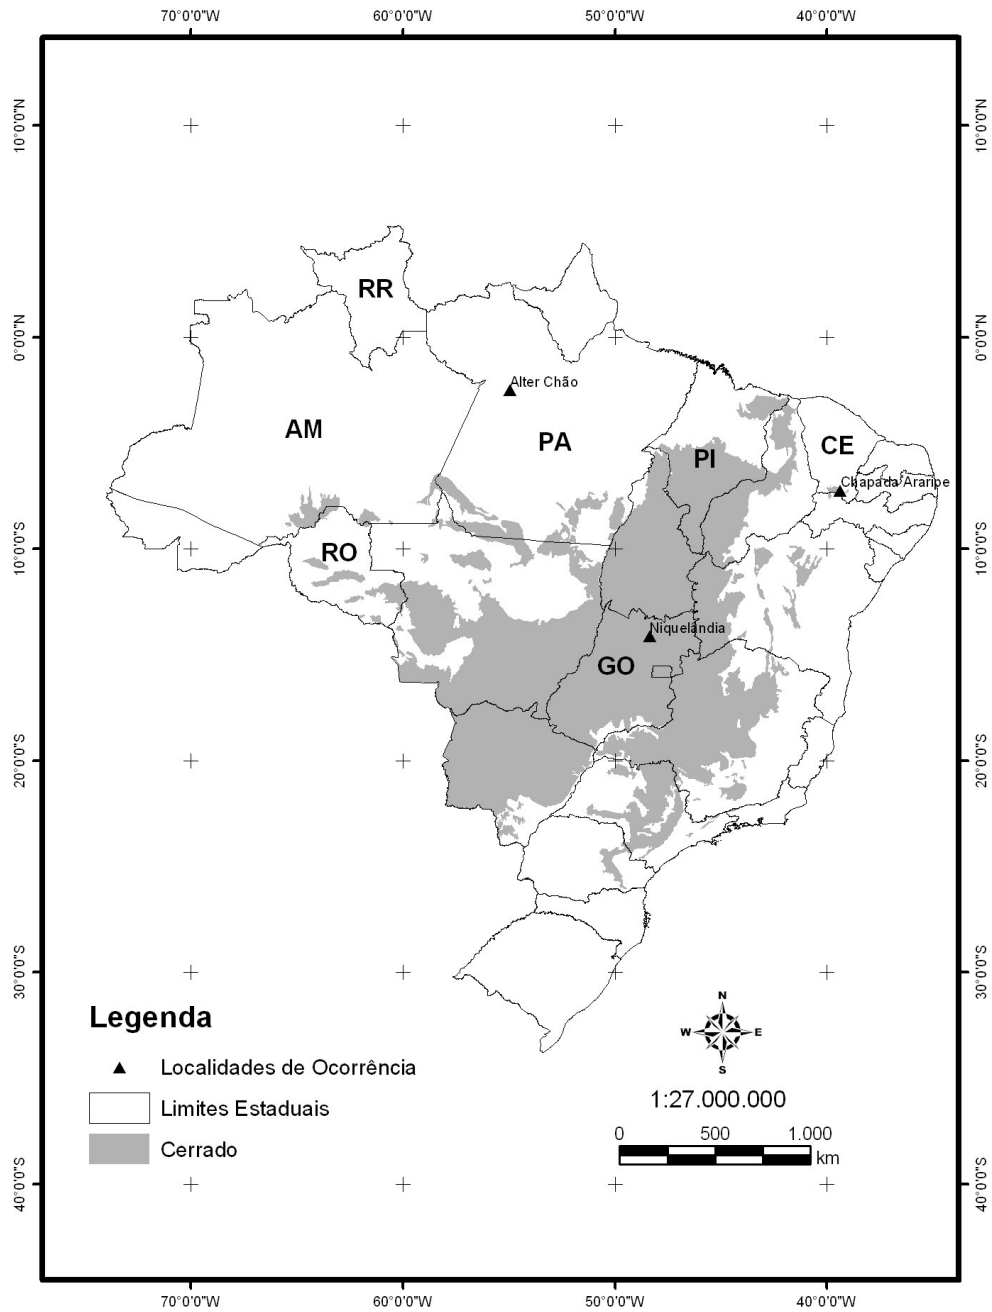 70°0'0"W 60°0'0"W 50°0'0"W 40°0'0"W
10°0'0"N 10°0'0"N
RR
0°0'0"N 0°0'0"N
Alter Chão
AM PA PI CE
Chapada Araripe
10°0'0"S RO 10°0'0"S
Niquelândia
GO
20°0'0"S 20°0'0"S
30°0'0"S 30°0'0"S
Legenda
Localidades de Ocorrência
Limites Estaduais
Cerrado
N
W E
S
1:27.000.000
0 500 1.000
km
40°0'0"S 40°0'0"S
70°0'0"W 60°0'0"W 50°0'0"W 40°0'0"W